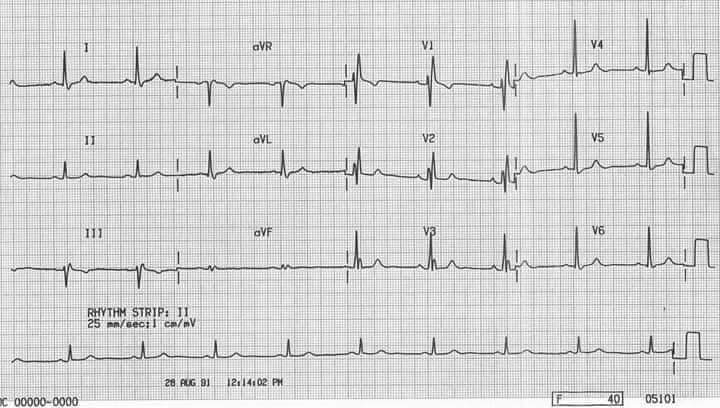 I aVR V1 V4
II aVL V2 V5
III aVF V3 V6
RHYTHM STRIP: II
25 mm/sec;1 cm/mV
28 AUG 91 12:14:02 PM
C 00000-0000 F 40 05101